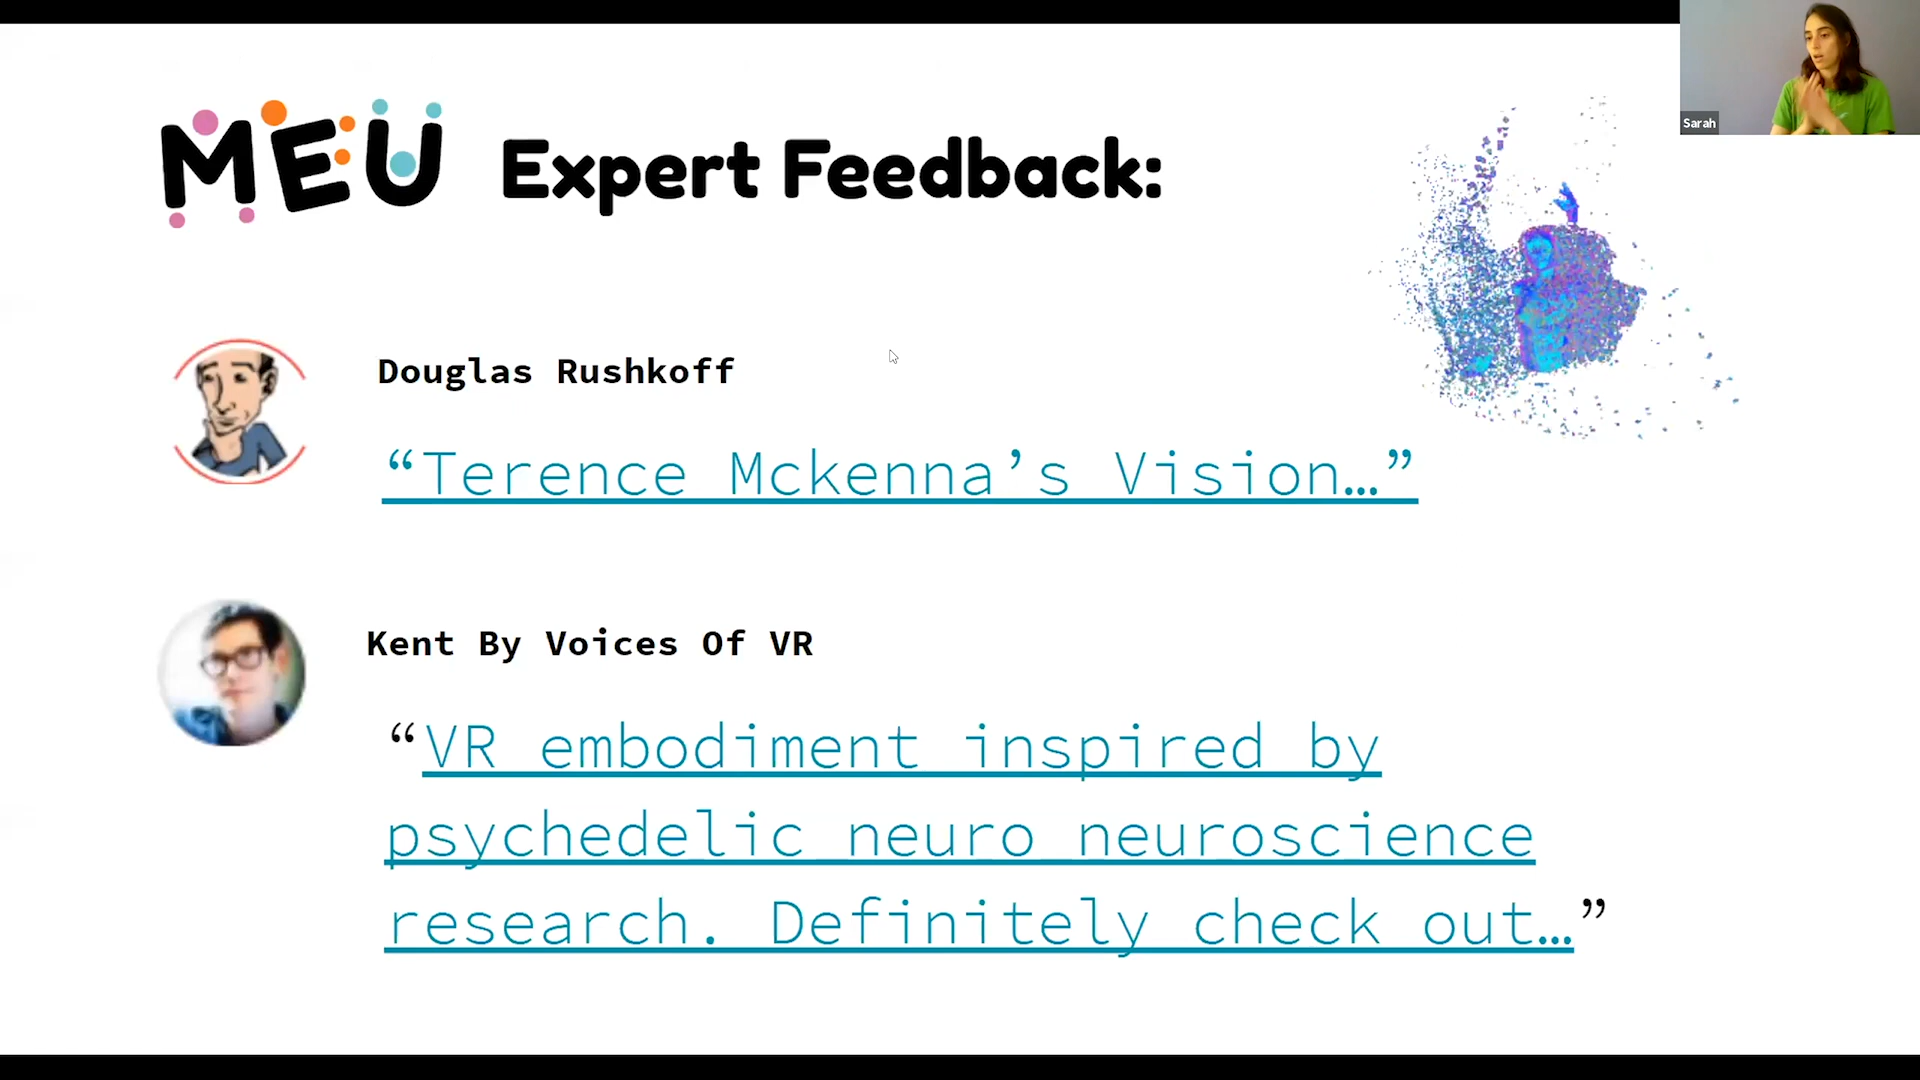 Sarah
MEU Expert Feedback:
Douglas Rushkoff
“Terence Mckenna’s Vision…”
Kent By Voices Of VR
“VR embodiment inspired by
psychedelic neuro neuroscience
research. Definitely check out…”